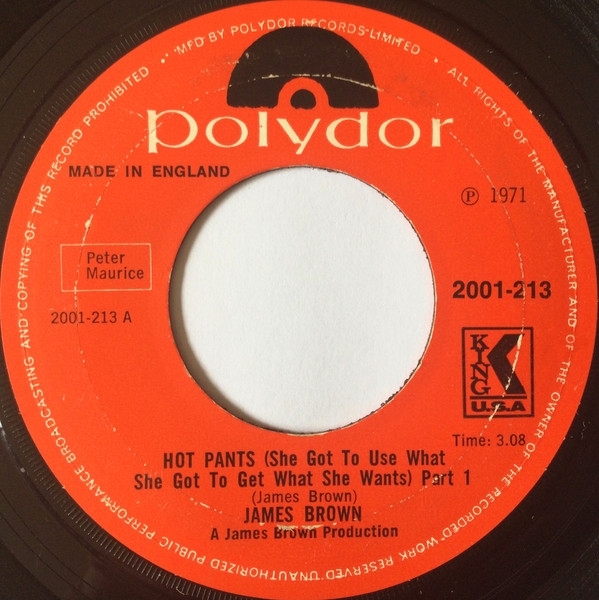 MFD BY POLYDOR RECORDS LIMITED • ALL RIGHTS OF THE MANUFACTURER AND OF THE OWNER OF THE RECORDED WORK RESERVED UNAUTHORIZED PUBLIC PERFORMANCE BROADCASTING AND COPYING OF THIS RECORD PROHIBITED •
polydor
MADE IN ENGLAND
℗ 1971
Peter
Maurice
2001-213 A
2001-213
KING
U.S.A
Time: 3.08
HOT PANTS (She Got To Use What
She Got To Get What She Wants) Part 1
(James Brown)
JAMES BROWN
A James Brown Production